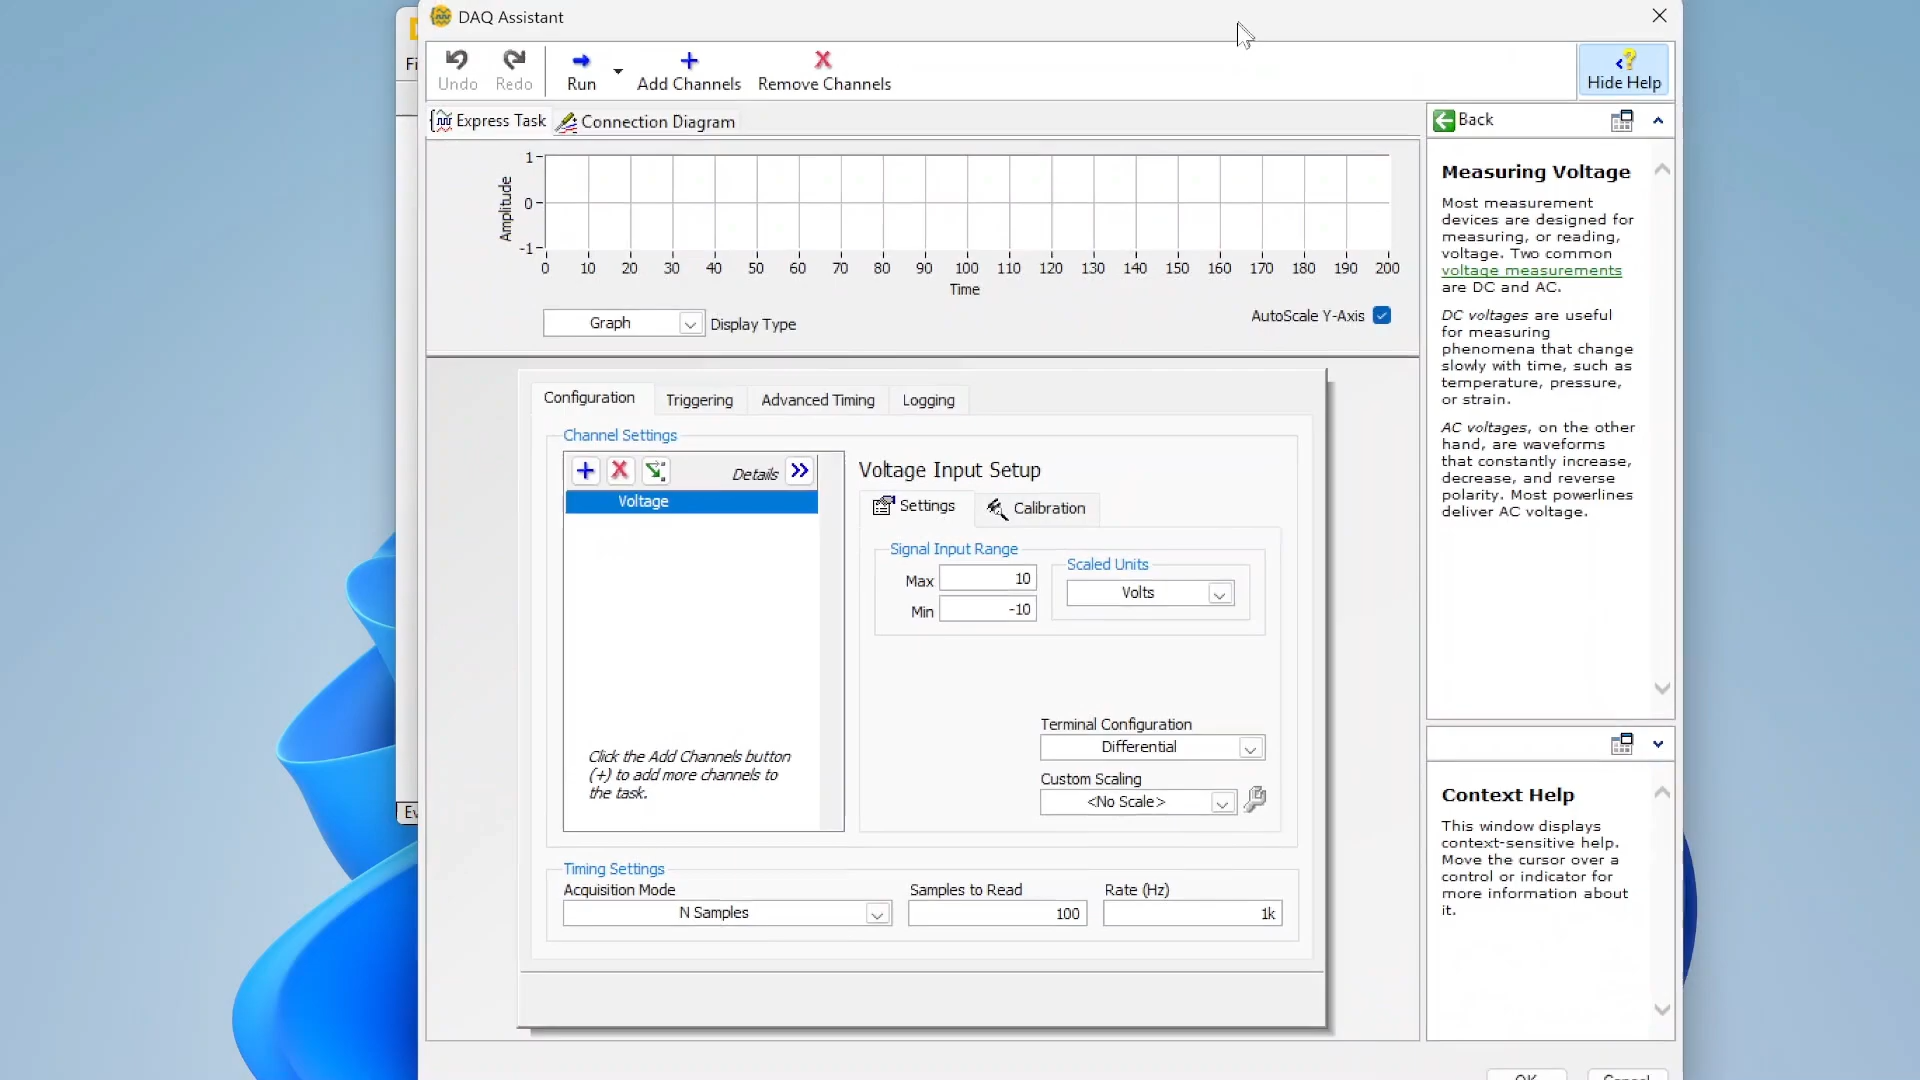 DAQ Assistant
Undo Redo Run Add Channels Remove Channels Hide Help
Express Task Connection Diagram
Back
1
0
-1
Amplitude
0 10 20 30 40 50 60 70 80 90 100 110 120 130 140 150 160 170 180 190 200
Time
Graph Display Type
AutoScale Y-Axis
Configuration Triggering Advanced Timing Logging
Channel Settings
Details
Voltage
Click the Add Channels button
(+) to add more channels to
the task.
Voltage Input Setup
Settings Calibration
Signal Input Range
Max 10
Min -10
Scaled Units
Volts
Terminal Configuration
Differential
Custom Scaling
<No Scale>
Timing Settings
Acquisition Mode Samples to Read Rate (Hz)
N Samples 100 1k
Measuring Voltage
Most measurement
devices are designed for
measuring, or reading,
voltage. Two common
voltage measurements
are DC and AC.
DC voltages are useful
for measuring
phenomena that change
slowly with time, such as
temperature, pressure,
or strain.
AC voltages, on the other
hand, are waveforms
that constantly increase,
decrease, and reverse
polarity. Most powerlines
deliver AC voltage.
Context Help
This window displays
context-sensitive help.
Move the cursor over a
control or indicator for
more information about
it.
OK Cancel